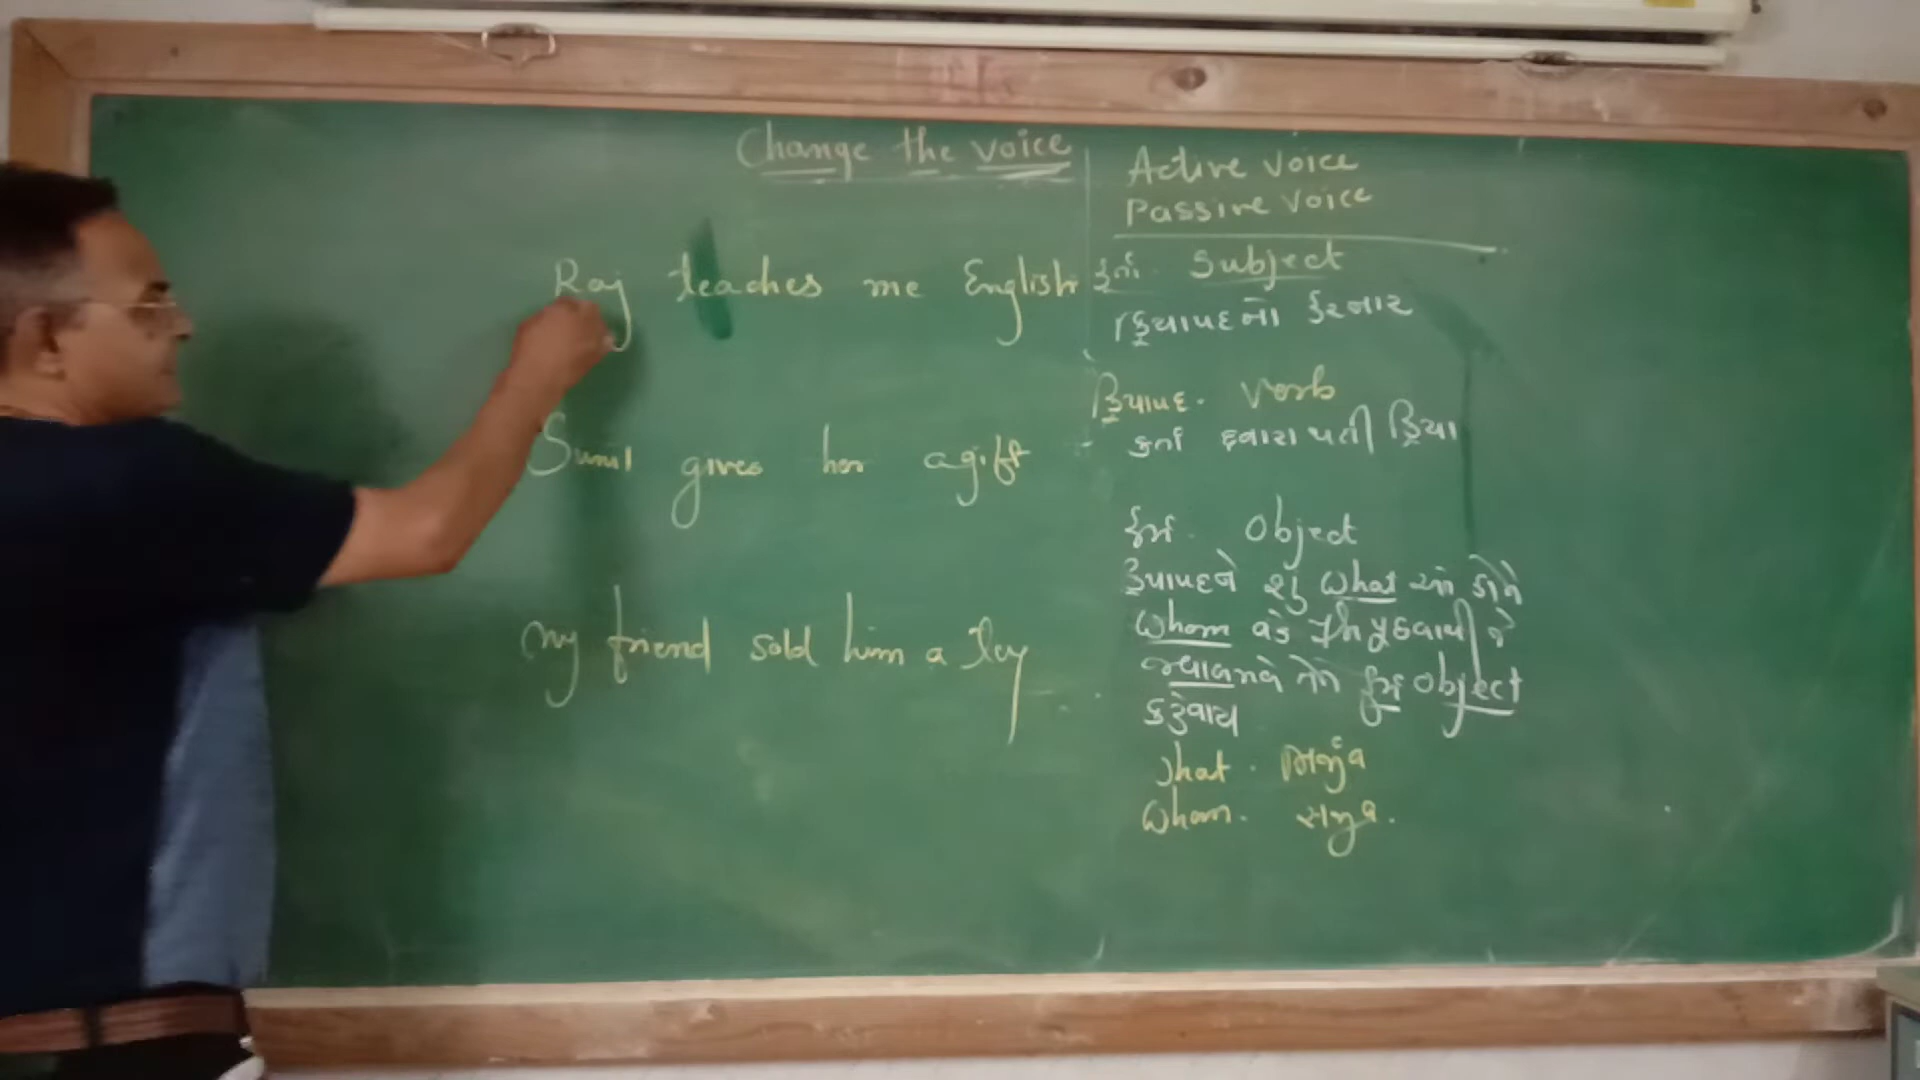 Change the voice
Raj teaches me English
Sunil gives her a gift
My friend sold him a toy
Active voice
Passive voice
કર્તા. Subject
ક્રિયાપદનો કરનાર
ક્રિયાપદ. Verb
કર્તા દ્વારા થતી ક્રિયા
કર્મ. Object
ક્રિયાપદને શું what અને કોને
whom વડે પ્રશ્ન પુછવાથી જે
જવાબ મળે તેને કર્મ object
કહેવાય
what.
whom. સજીવ.